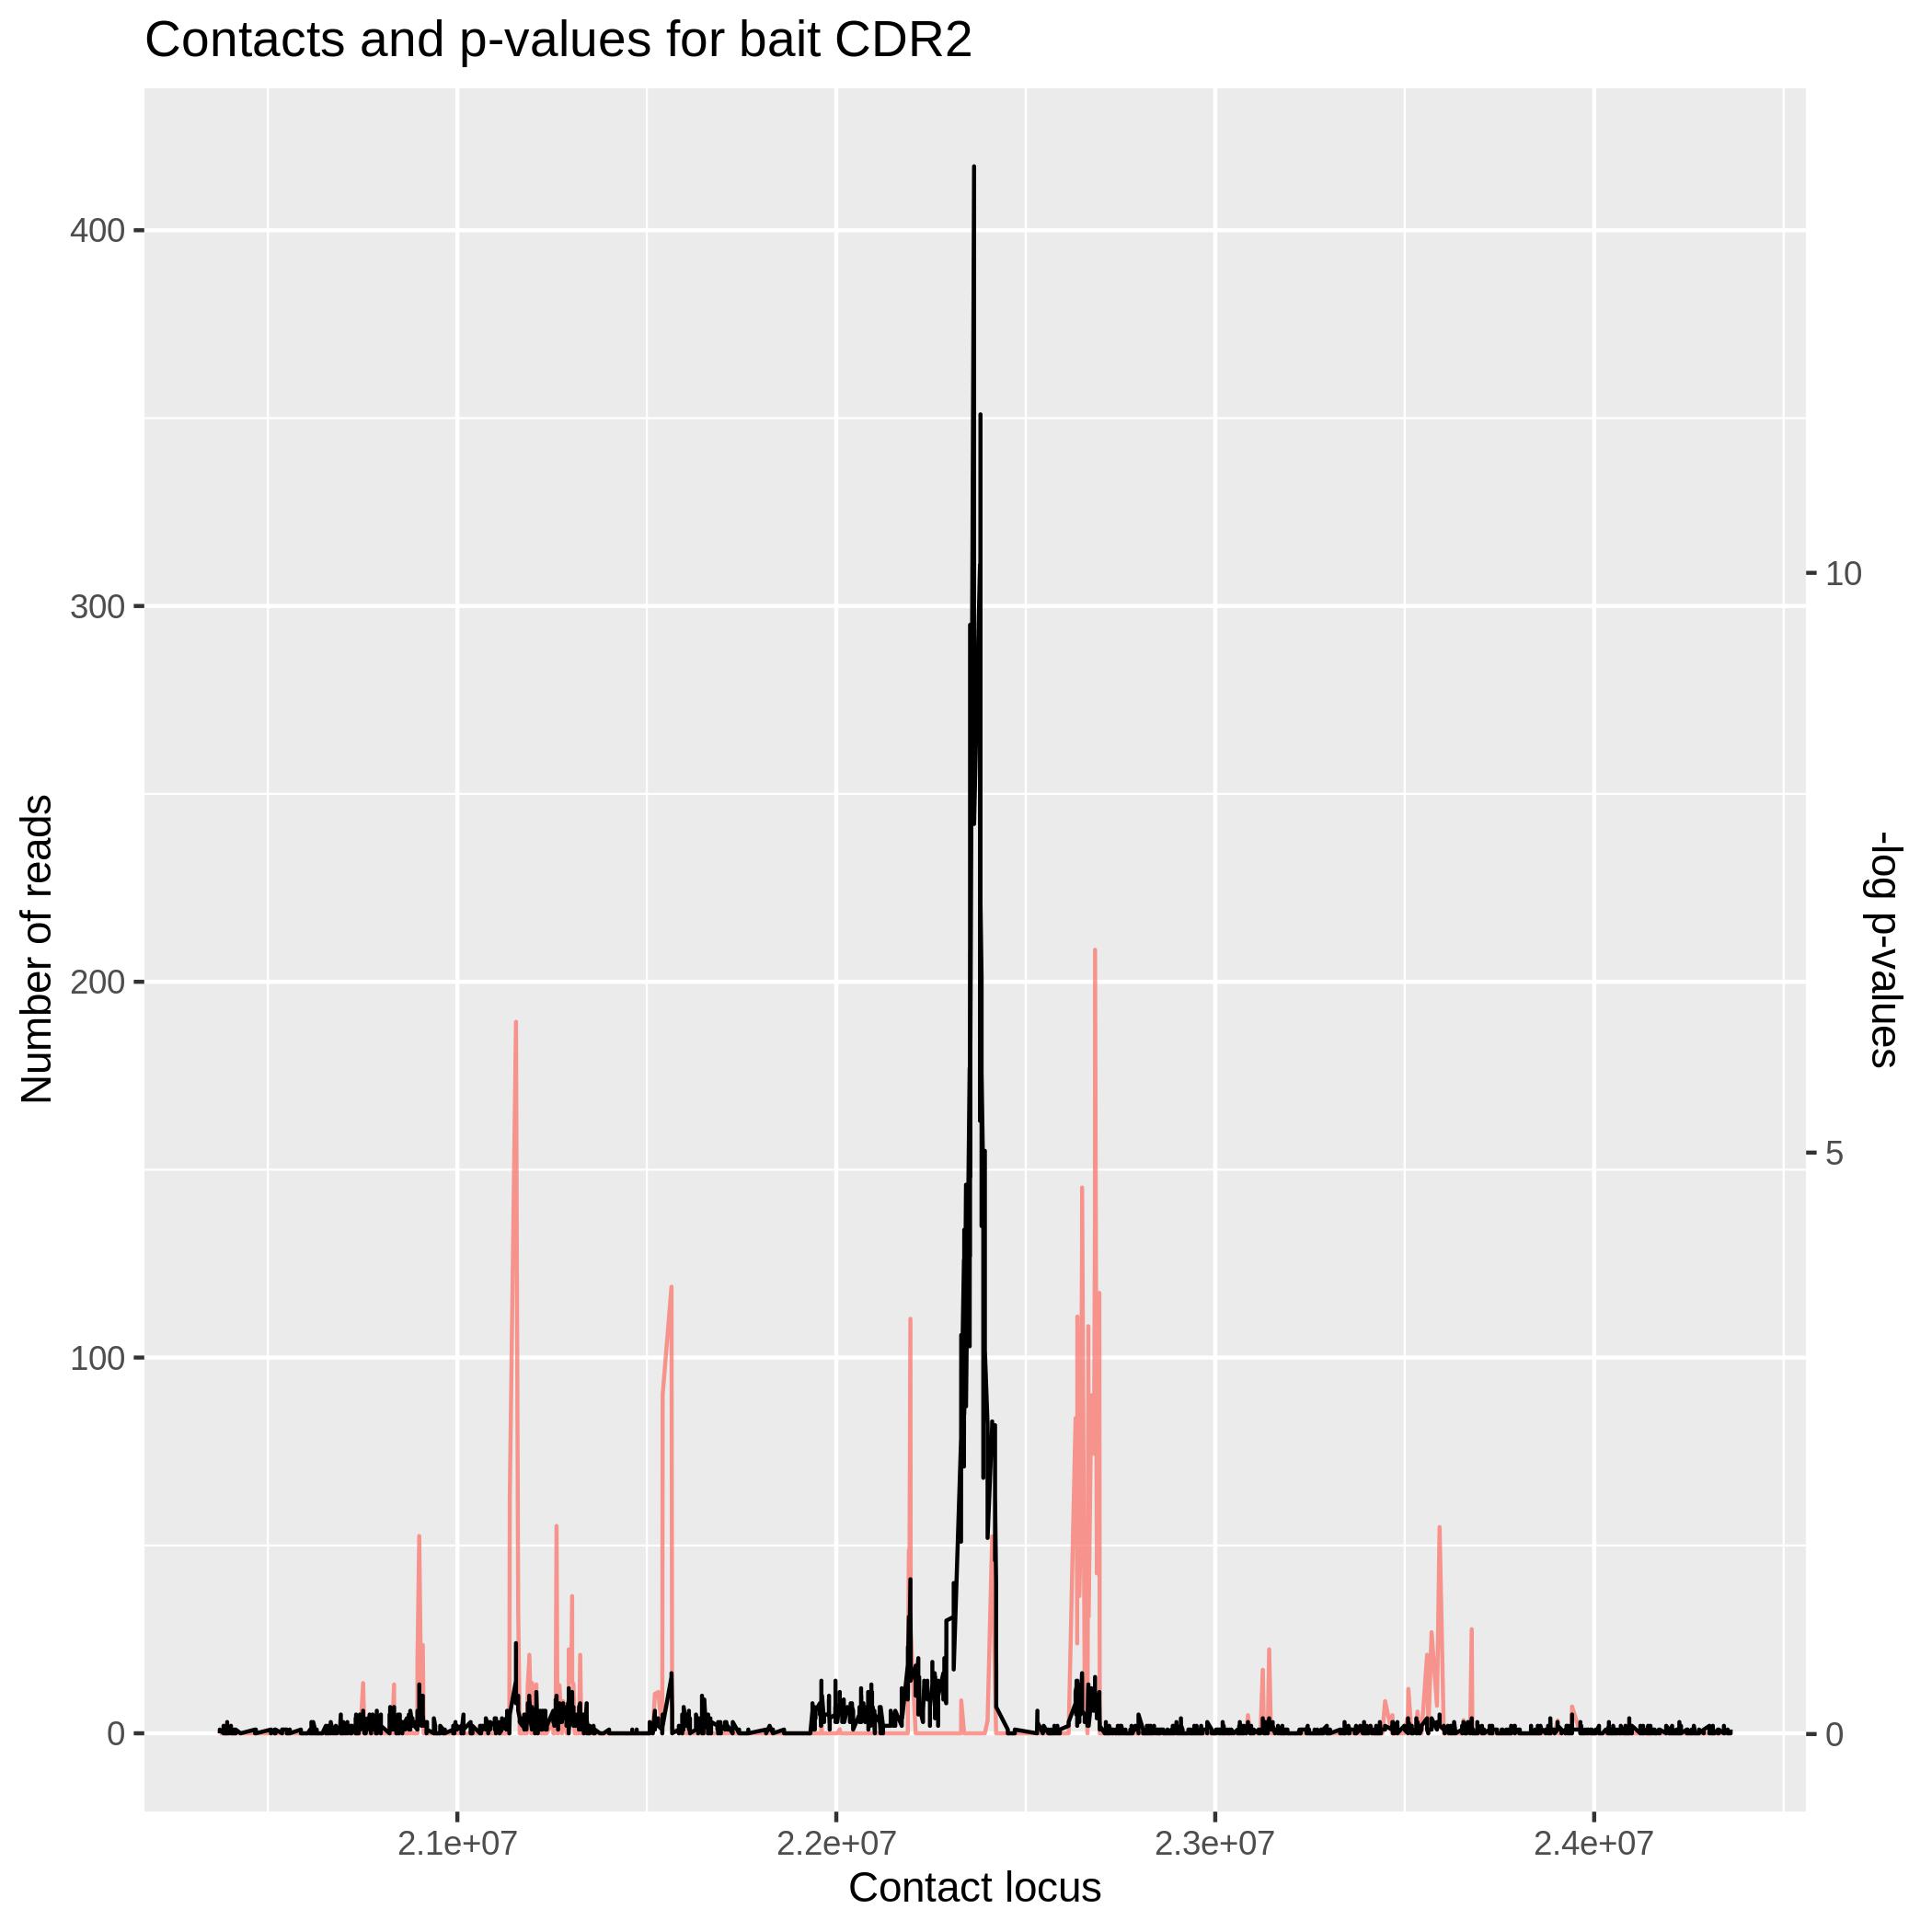 Contacts and p-values for bait CDR2
400
300
200
100
0
10
5
0
Number of reads
-log p-values
2.1e+07
2.2e+07
2.3e+07
2.4e+07
Contact locus